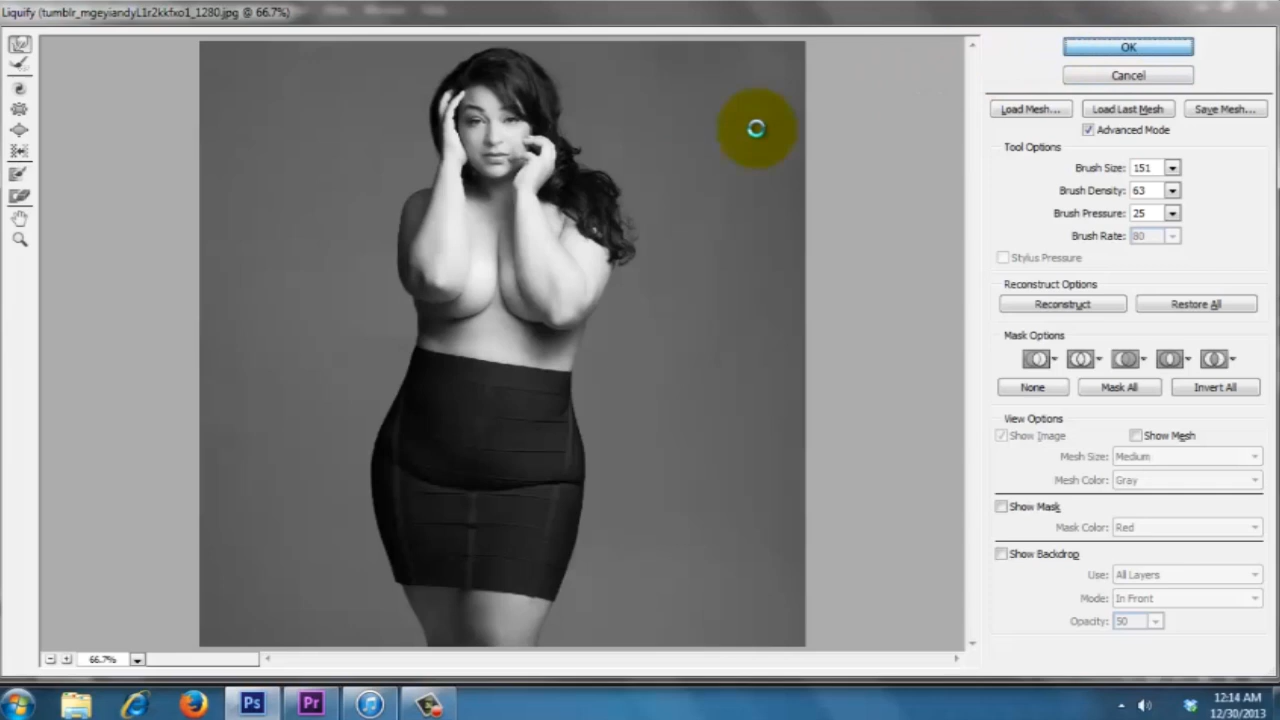 Liquify (tumblr_mgeyiandyL1r2kkfxo1_1280.jpg @ 66.7%)
OK
Cancel
Load Mesh... Load Last Mesh Save Mesh...
Advanced Mode
Tool Options
Brush Size: 151
Brush Density: 63
Brush Pressure: 25
Brush Rate: 80
Stylus Pressure
Reconstruct Options
Reconstruct Restore All
Mask Options
None Mask All Invert All
View Options
Show Image Show Mesh
Mesh Size: Medium
Mesh Color: Gray
Show Mask
Mask Color: Red
Show Backdrop
Use: All Layers
Mode: In Front
Opacity: 50
66.7%
Ps Pr
12:14 AM
12/30/2013